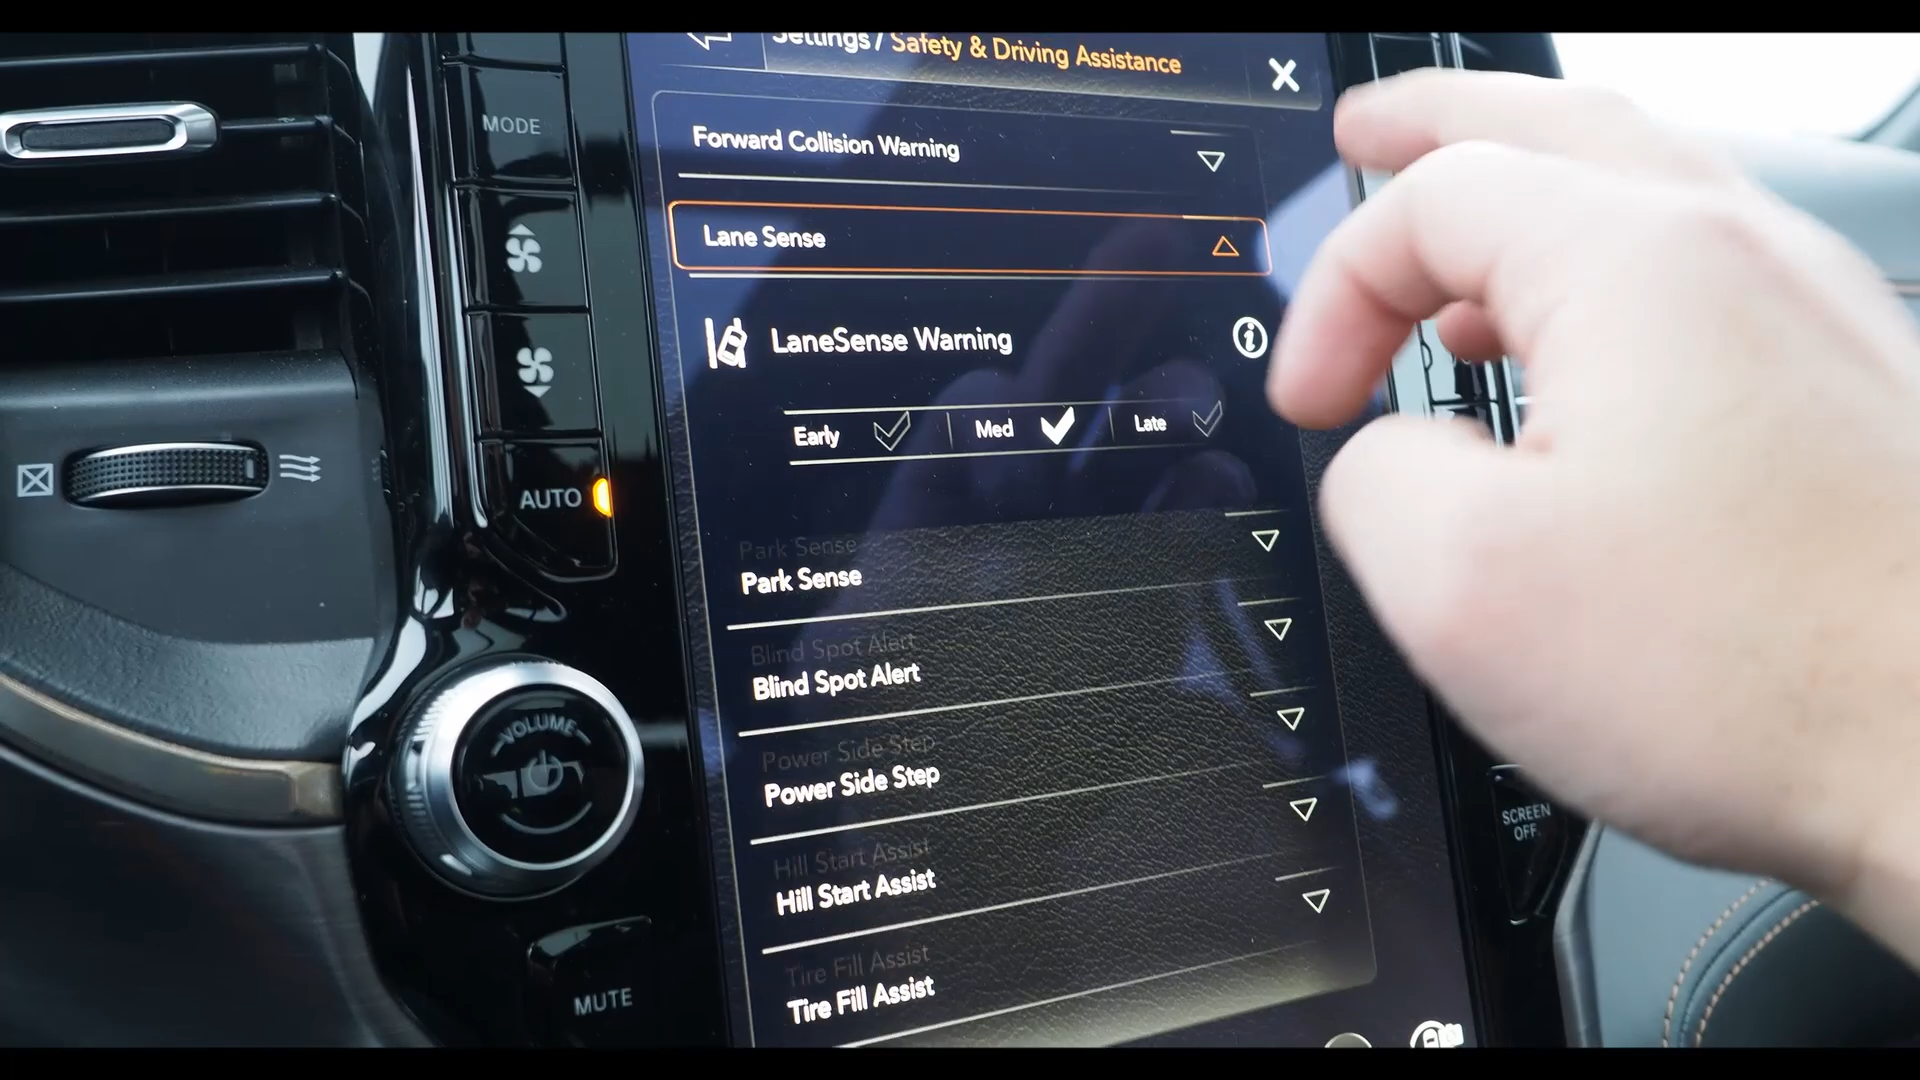 Settings / Safety & Driving Assistance
MODE
Forward Collision Warning
Lane Sense
LaneSense Warning
Early
Med
Late
AUTO
Park Sense
Park Sense
Blind Spot Alert
Blind Spot Alert
VOLUME
Power Side Step
Power Side Step
Hill Start Assist
Hill Start Assist
SCREEN
OFF
Tire Fill Assist
Tire Fill Assist
MUTE